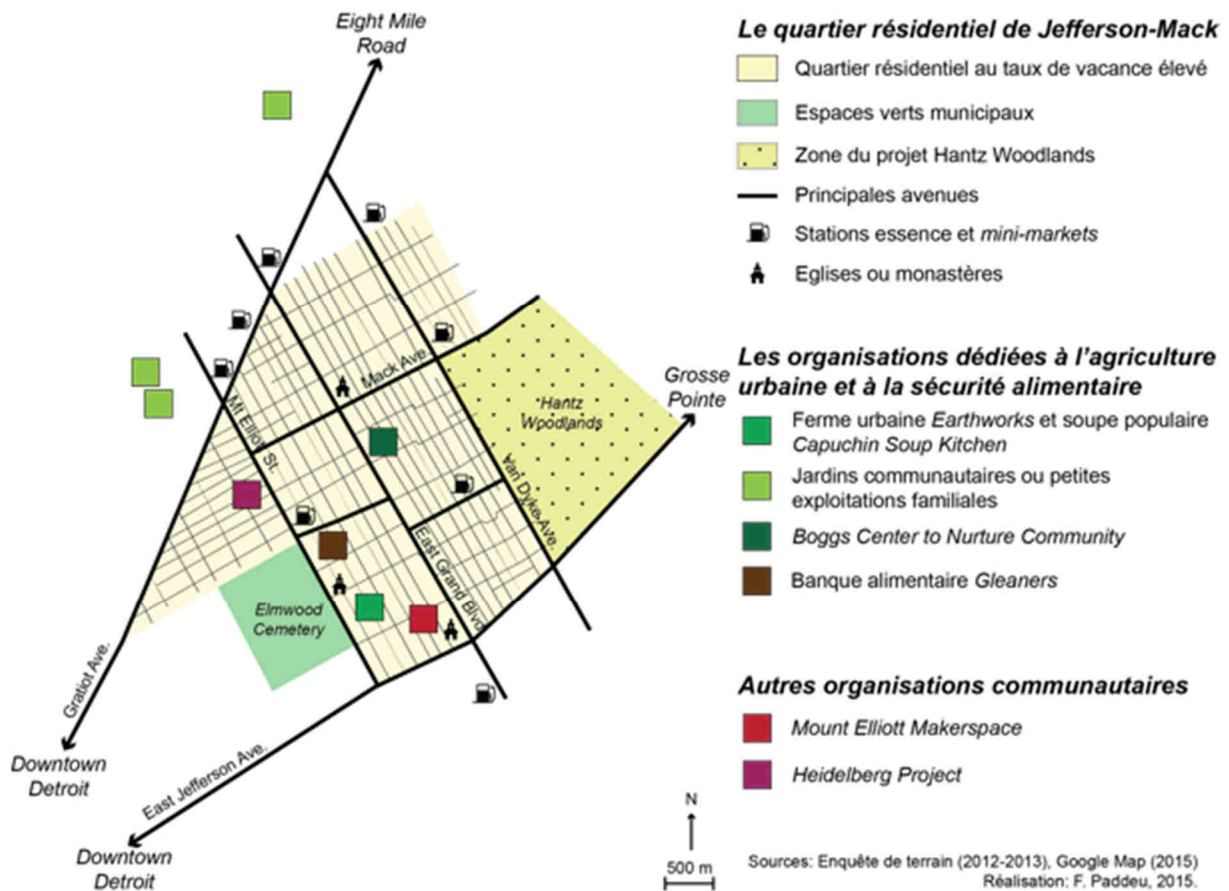 Eight Mile
Road
Mack Ave.
Hantz
Woodlands
Grosse
Pointe
Mt Elliott St.
Van Dyke Ave.
East Grand Blvd
Elmwood
Cemetery
Gratiot Ave.
East Jefferson Ave.
Downtown
Detroit
Downtown
Detroit
Le quartier résidentiel de Jefferson-Mack
Quartier résidentiel au taux de vacance élevé
Espaces verts municipaux
Zone du projet Hantz Woodlands
Principales avenues
Stations essence et mini-markets
Eglises ou monastères
Les organisations dédiées à l'agriculture
urbaine et à la sécurité alimentaire
Ferme urbaine Earthworks et soupe populaire
Capuchin Soup Kitchen
Jardins communautaires ou petites
exploitations familiales
Boggs Center to Nurture Community
Banque alimentaire Gleaners
Autres organisations communautaires
Mount Elliott Makerspace
Heidelberg Project
N
500 m
Sources: Enquête de terrain (2012-2013), Google Map (2015)
Réalisation: F. Paddeu, 2015.